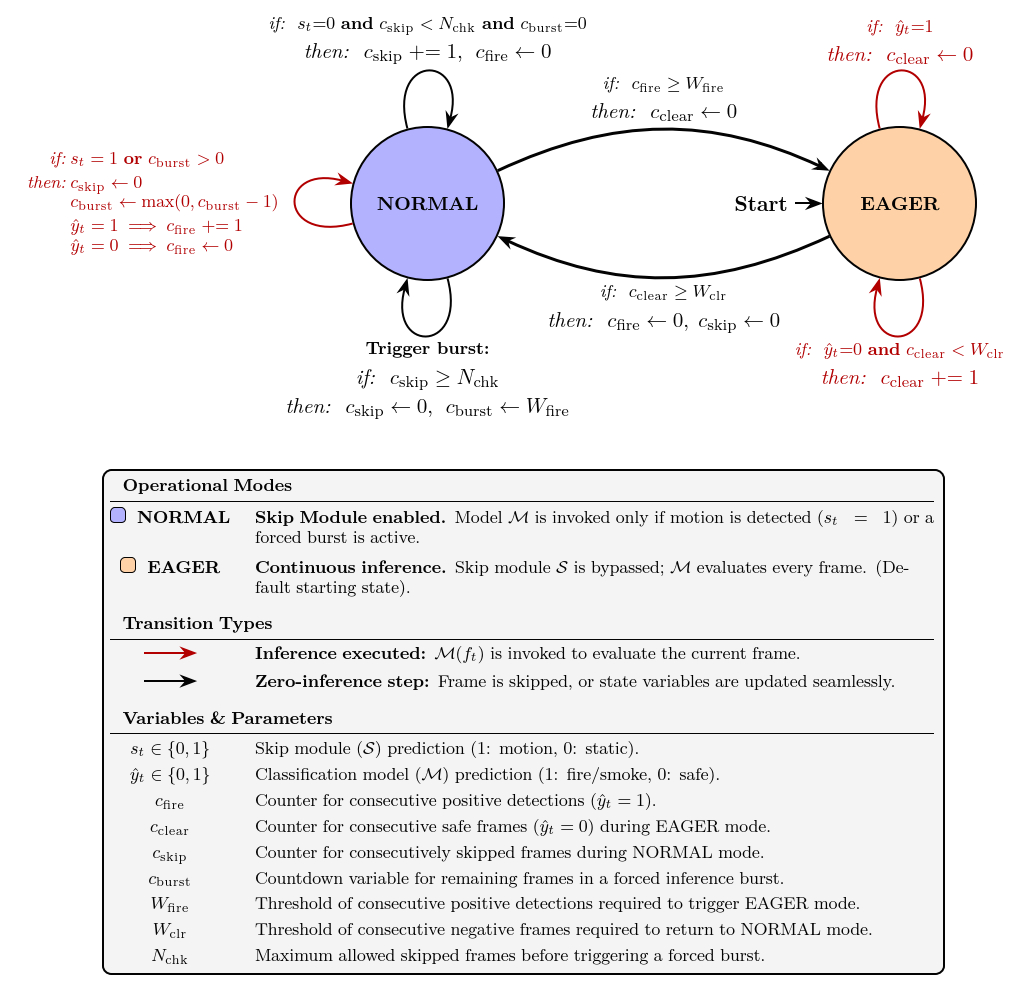 if: s_t=0 and c_skip < N_chk and c_burst=0
then: c_skip += 1, c_fire ← 0
if: ŷ_t=1
then: c_clear ← 0
if: c_fire ≥ W_fire
then: c_clear ← 0
if: s_t = 1 or c_burst > 0
then: c_skip ← 0
c_burst ← max(0, c_burst − 1)
ŷ_t = 1 ⟹ c_fire += 1
ŷ_t = 0 ⟹ c_fire ← 0
NORMAL
Start
EAGER
if: c_clear ≥ W_clr
then: c_fire ← 0, c_skip ← 0
Trigger burst:
if: c_skip ≥ N_chk
then: c_skip ← 0, c_burst ← W_fire
if: ŷ_t=0 and c_clear < W_clr
then: c_clear += 1
Operational Modes
NORMAL Skip Module enabled. Model ℳ is invoked only if motion is detected (s_t = 1) or a
forced burst is active.
EAGER Continuous inference. Skip module 𝒮 is bypassed; ℳ evaluates every frame. (De-
fault starting state).
Transition Types
Inference executed: ℳ(f_t) is invoked to evaluate the current frame.
Zero-inference step: Frame is skipped, or state variables are updated seamlessly.
Variables & Parameters
s_t ∈ {0, 1} Skip module (𝒮) prediction (1: motion, 0: static).
ŷ_t ∈ {0, 1} Classification model (ℳ) prediction (1: fire/smoke, 0: safe).
c_fire Counter for consecutive positive detections (ŷ_t = 1).
c_clear Counter for consecutive safe frames (ŷ_t = 0) during EAGER mode.
c_skip Counter for consecutively skipped frames during NORMAL mode.
c_burst Countdown variable for remaining frames in a forced inference burst.
W_fire Threshold of consecutive positive detections required to trigger EAGER mode.
W_clr Threshold of consecutive negative frames required to return to NORMAL mode.
N_chk Maximum allowed skipped frames before triggering a forced burst.